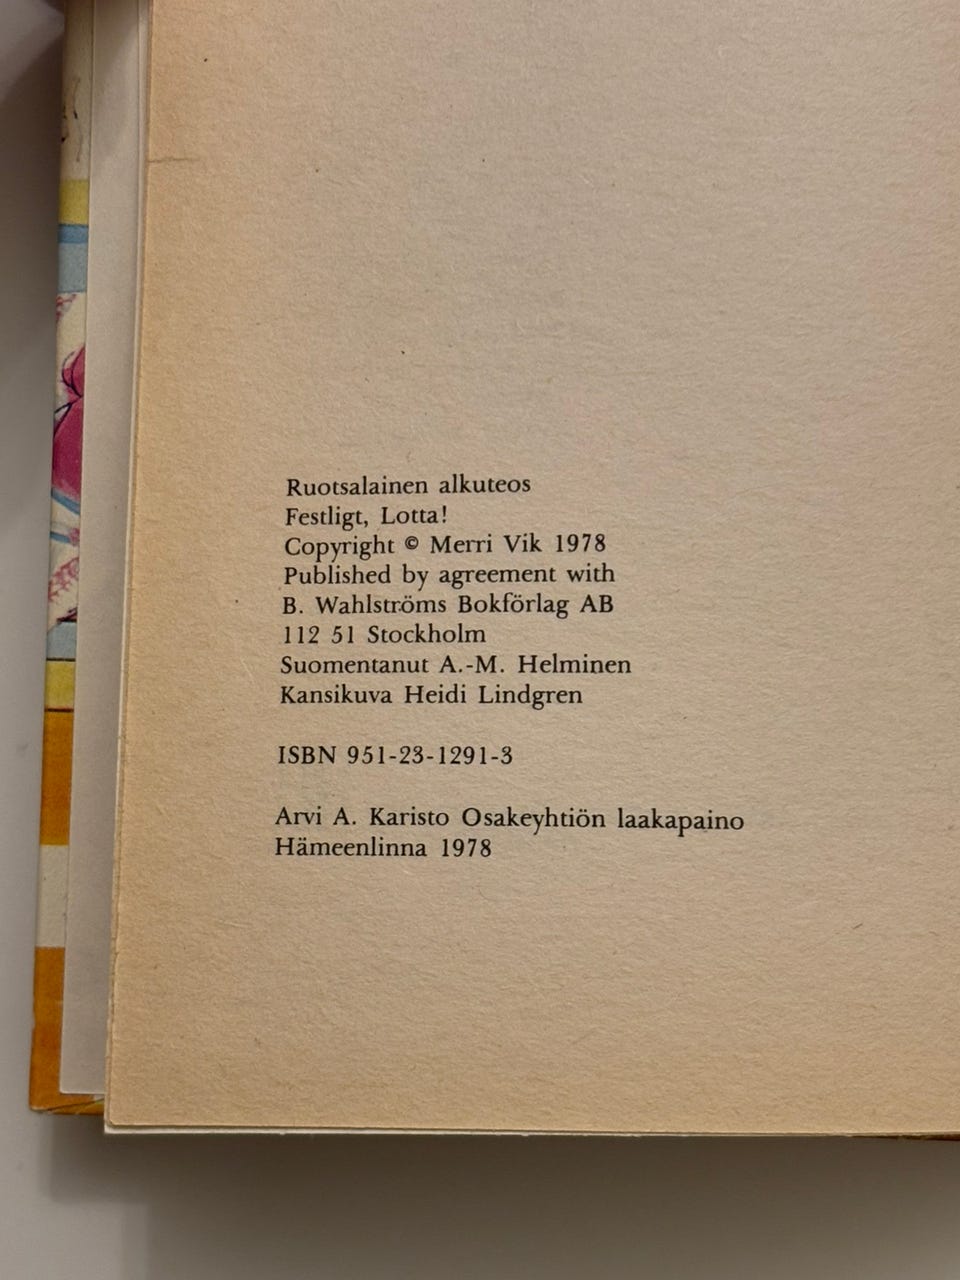 Ruotsalainen alkuteos
Festligt, Lotta!
Copyright © Merri Vik 1978
Published by agreement with
B. Wahlströms Bokförlag AB
112 51 Stockholm
Suomentanut A.-M. Helminen
Kansikuva Heidi Lindgren
ISBN 951-23-1291-3
Arvi A. Karisto Osakeyhtiön laakapaino
Hämeenlinna 1978